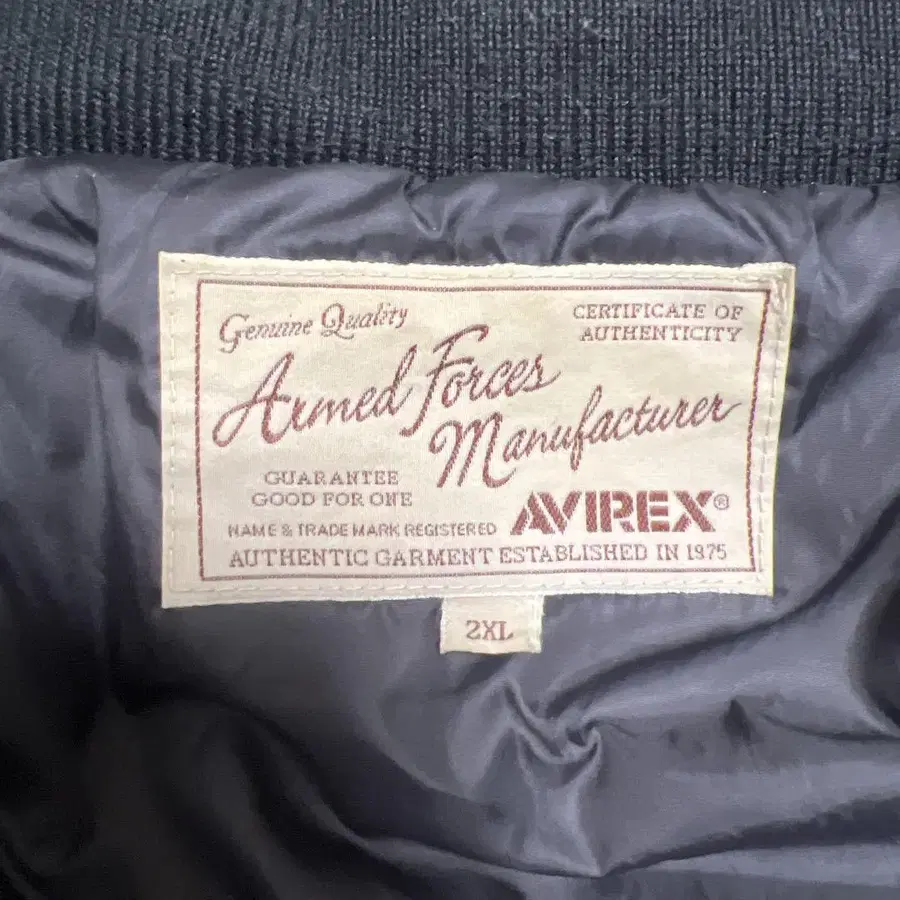 Genuine Quality
CERTIFICATE OF
AUTHENTICITY
Armed Forces
Manufacturer
GUARANTEE
GOOD FOR ONE
AVIREX®
NAME & TRADE MARK REGISTERED
AUTHENTIC GARMENT ESTABLISHED IN 1975
2XL